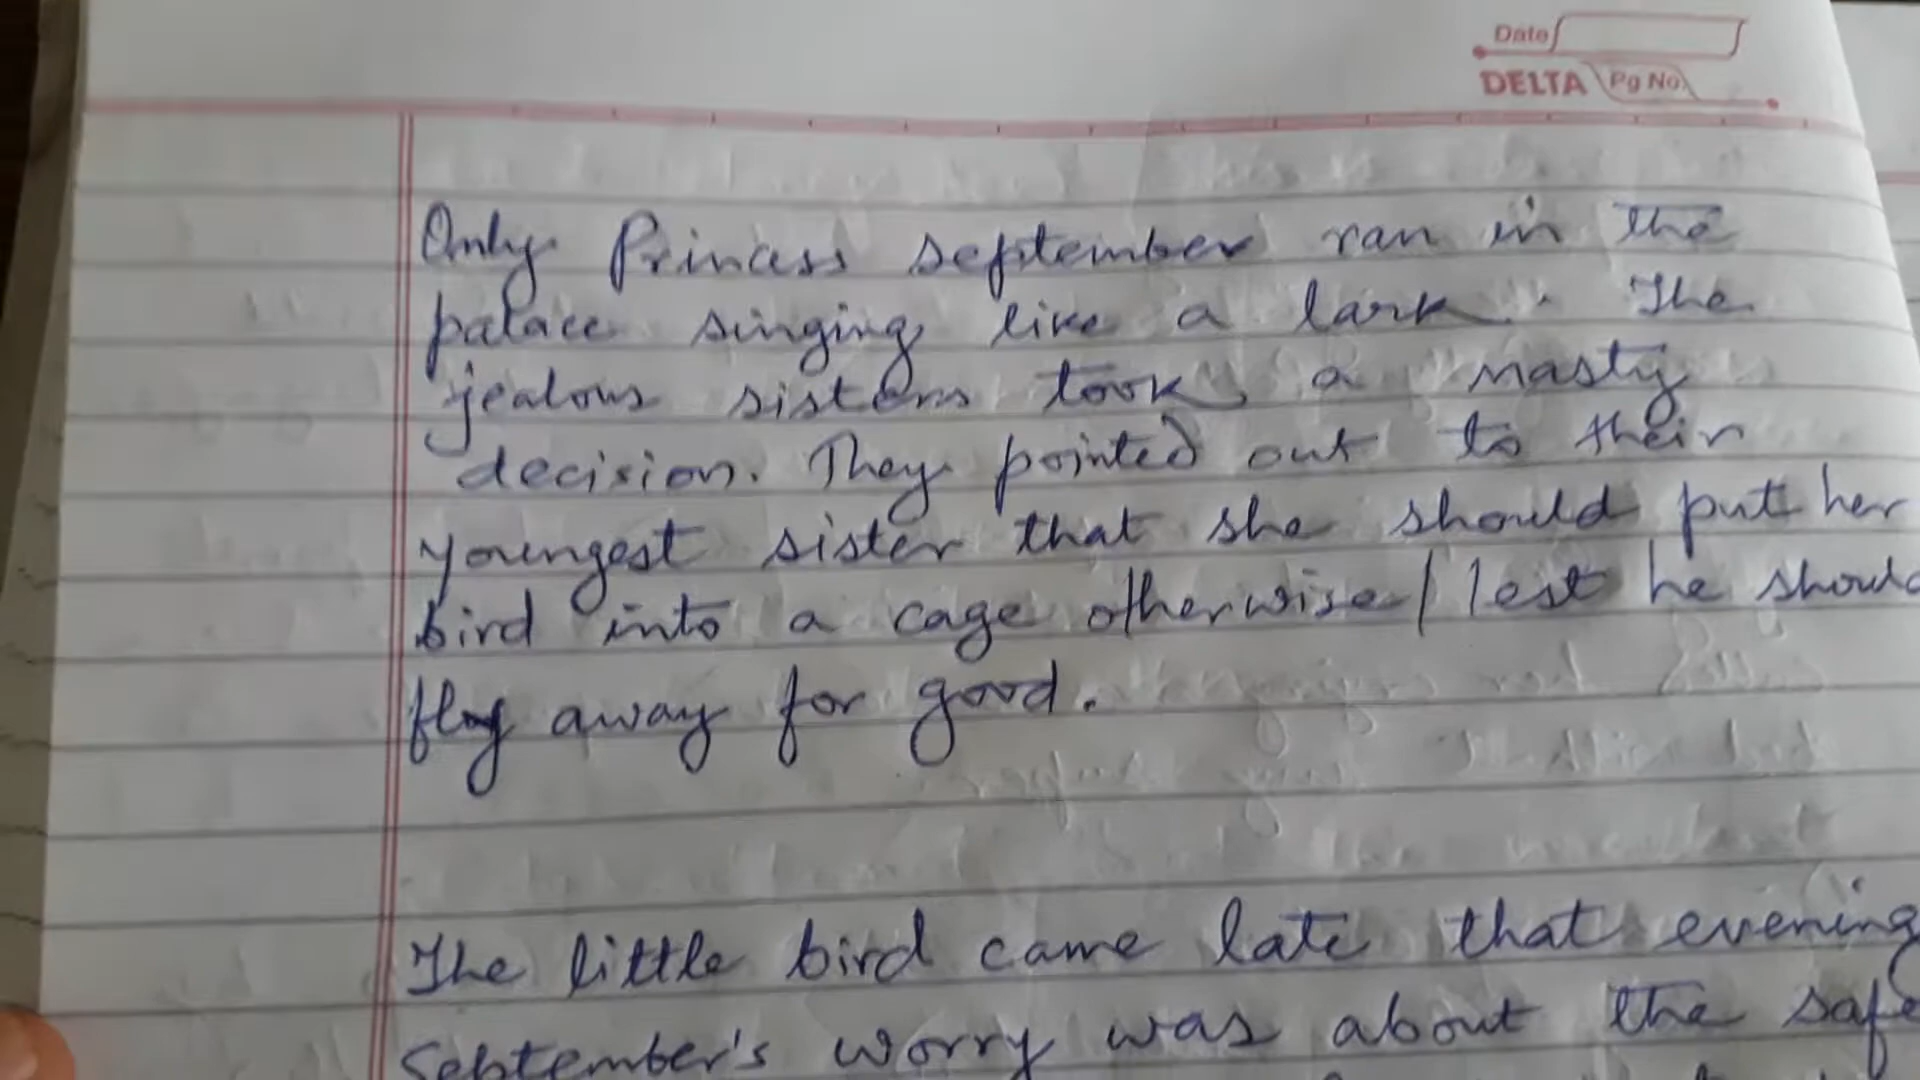 Date
DELTA Pg No.
Only Princess September ran in the
palace singing like a lark. The
jealous sisters took a nasty
decision. They pointed out to their
youngest sister that she should put her
bird into a cage otherwise / lest he should
fly away for good.
The little bird came late that evening
September's worry was about the safe